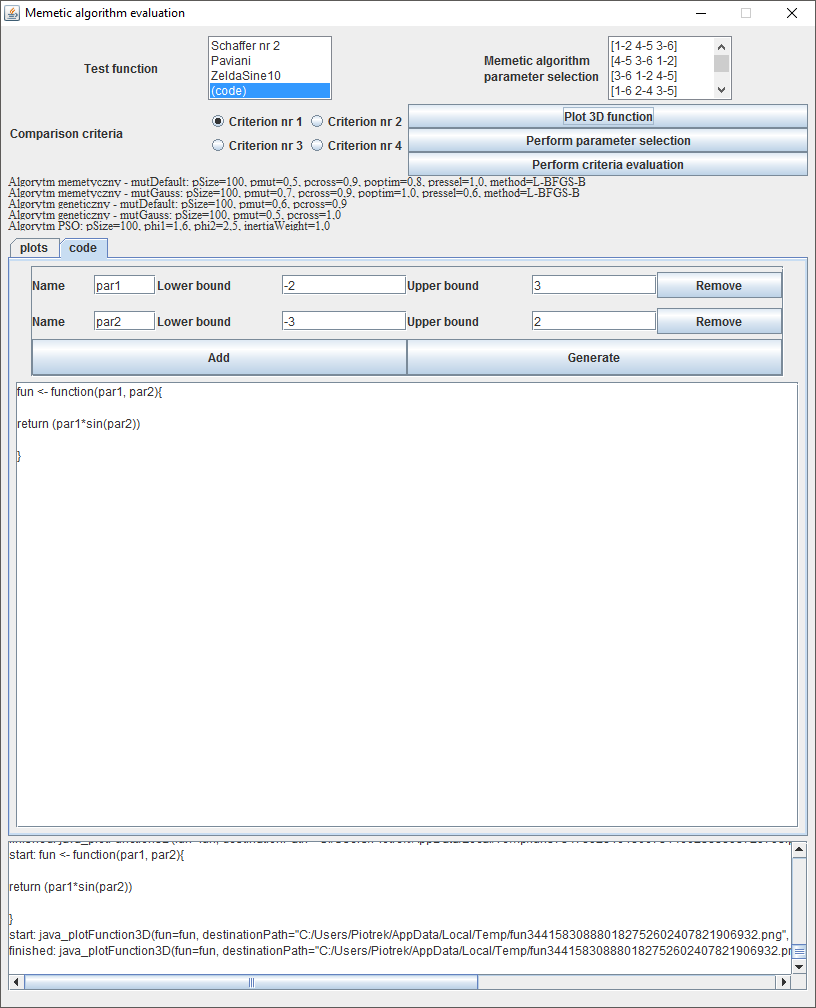 Memetic algorithm evaluation
Test function
Schaffer nr 2
Paviani
ZeldaSine10
(code)
Memetic algorithm
parameter selection
[1-2 4-5 3-6]
[4-5 3-6 1-2]
[3-6 1-2 4-5]
[1-6 2-4 3-5]
Comparison criteria
Criterion nr 1 Criterion nr 2
Criterion nr 3 Criterion nr 4
Plot 3D function
Perform parameter selection
Perform criteria evaluation
Algorytm memetyczny - mutDefault: pSize=100, pmut=0,5, pcross=0,9, poptim=0,8, pressel=1,0, method=L-BFGS-B
Algorytm memetyczny - mutGauss: pSize=100, pmut=0,7, pcross=0,9, poptim=1,0, pressel=0,6, method=L-BFGS-B
Algorytm genetyczny - mutDefault: pSize=100, pmut=0,6, pcross=0,9
Algorytm genetyczny - mutGauss: pSize=100, pmut=0,5, pcross=1,0
Algorytm PSO: pSize=100, phi1=1,6, phi2=2,5, inertiaWeight=1,0
plots code
Name par1 Lower bound -2 Upper bound 3 Remove
Name par2 Lower bound -3 Upper bound 2 Remove
Add Generate
fun <- function(par1, par2){
return (par1*sin(par2))
}
start: fun <- function(par1, par2){
return (par1*sin(par2))
}
start: java_plotFunction3D(fun=fun, destinationPath="C:/Users/Piotrek/AppData/Local/Temp/fun3441583088801827526024078219069​32.png",
finished: java_plotFunction3D(fun=fun, destinationPath="C:/Users/Piotrek/AppData/Local/Temp/fun344158308880182752602407821906932.pn